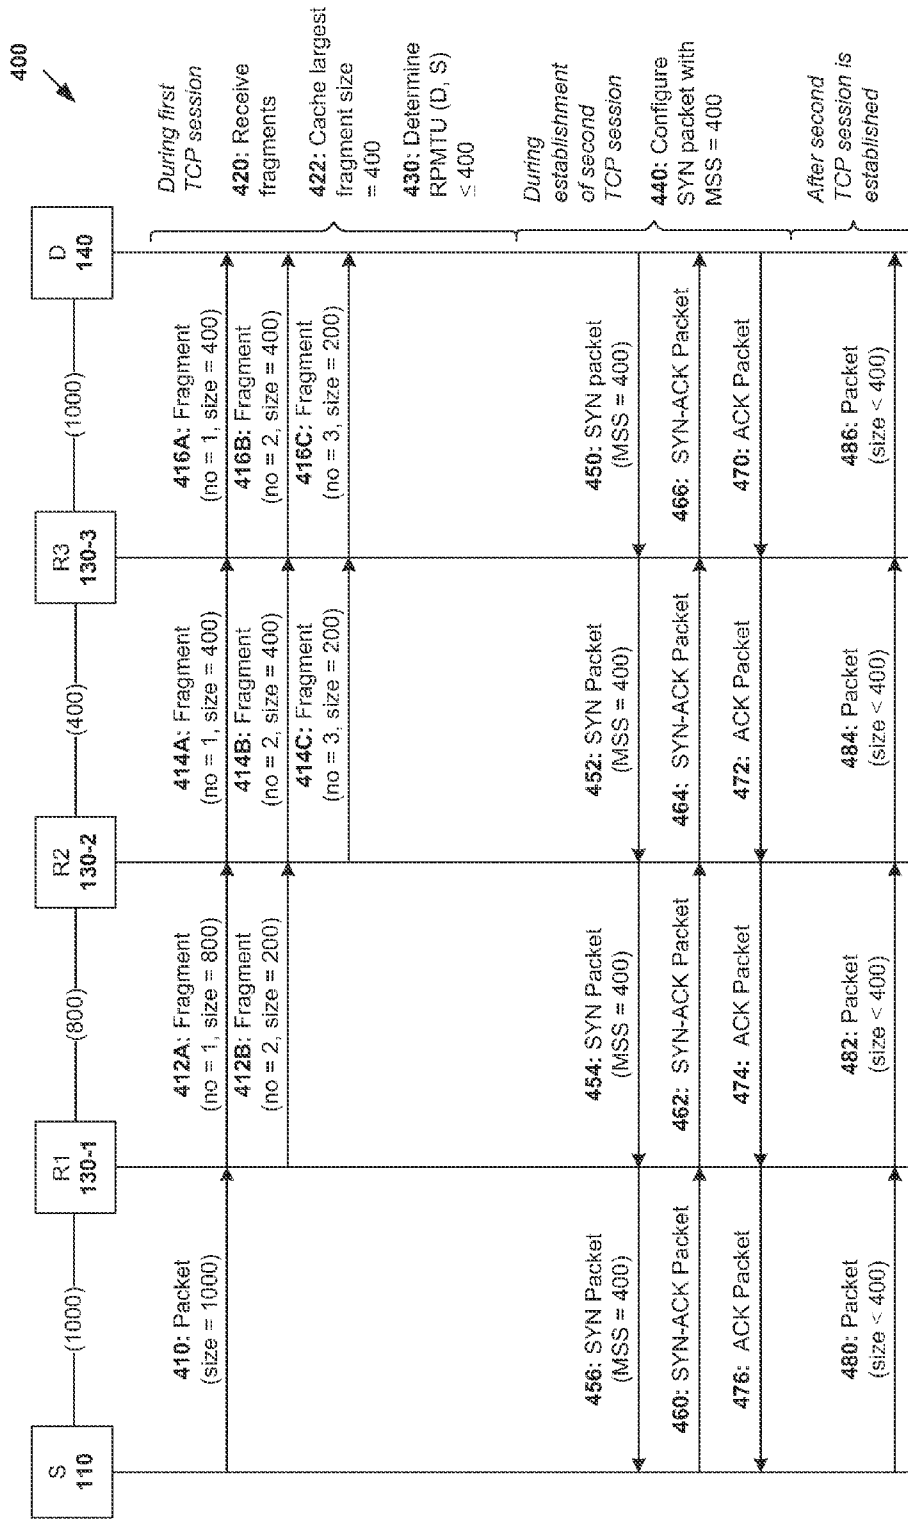 400
S
110
(1000)
R1
130-1
(800)
R2
130-2
(400)
R3
130-3
(1000)
D
140
410: Packet
(size = 1000)
412A: Fragment
(no = 1, size = 800)
412B: Fragment
(no = 2, size = 200)
414A: Fragment
(no = 1, size = 400)
414B: Fragment
(no = 2, size = 400)
414C: Fragment
(no = 3, size = 200)
416A: Fragment
(no = 1, size = 400)
416B: Fragment
(no = 2, size = 400)
416C: Fragment
(no = 3, size = 200)
During first
TCP session
420: Receive
fragments
422: Cache largest
fragment size
= 400
430: Determine
RPMTU (D, S)
≤ 400
456: SYN Packet
(MSS = 400)
454: SYN Packet
(MSS = 400)
452: SYN Packet
(MSS = 400)
450: SYN packet
(MSS = 400)
During
establishment
of second
TCP session
440: Configure
SYN packet with
MSS = 400
460: SYN-ACK Packet
462: SYN-ACK Packet
464: SYN-ACK Packet
466: SYN-ACK Packet
476: ACK Packet
474: ACK Packet
472: ACK Packet
470: ACK Packet
480: Packet
(size < 400)
482: Packet
(size < 400)
484: Packet
(size < 400)
486: Packet
(size < 400)
After second
TCP session is
established